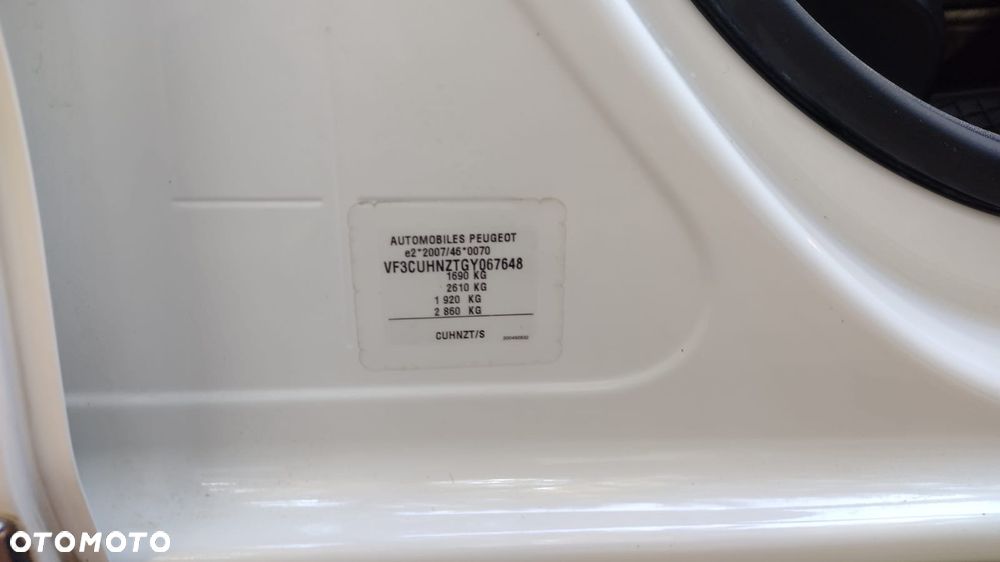 AUTOMOBILES PEUGEOT
e2*2007/46*0070
VF3CUHNZTGY067648
1690 KG
2610 KG
1 920 KG
2 860 KG
CUHNZT/S
OTOMOTO